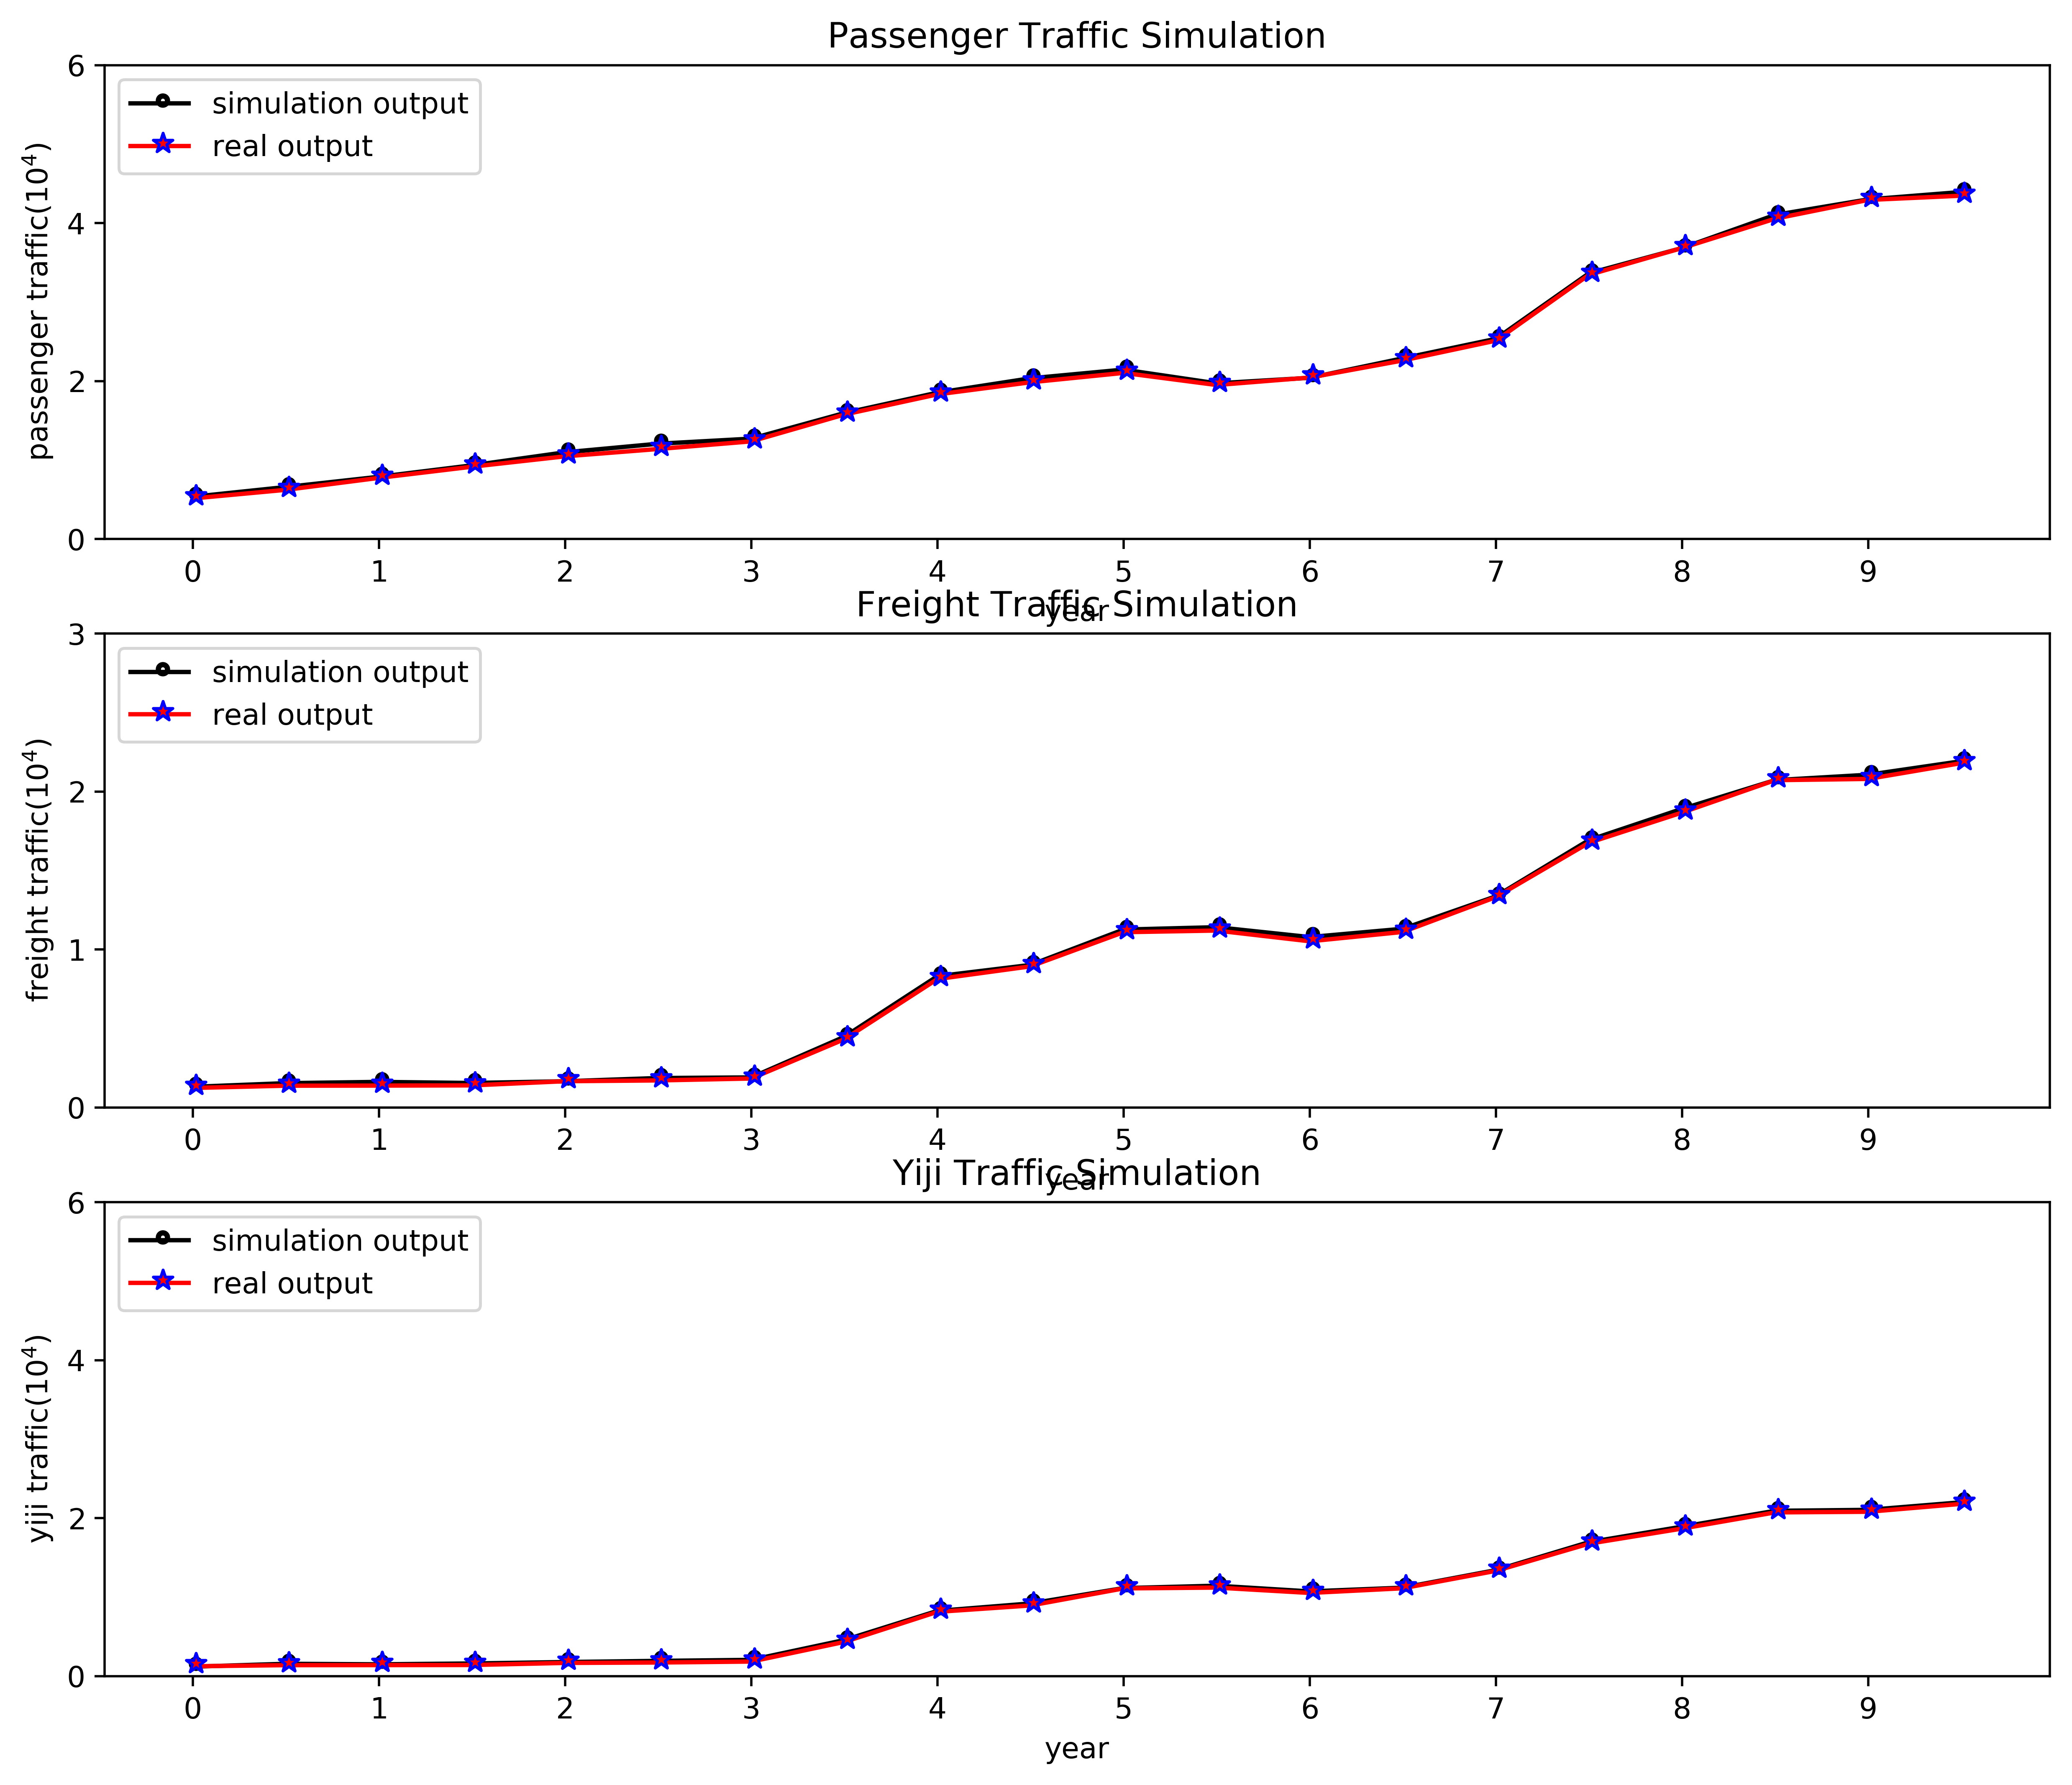 Passenger Traffic Simulation
6
4
2
0
passenger traffic(10⁴)
simulation output
real output
0 1 2 3 4 5 6 7 8 9
year
Freight Traffic Simulation
3
2
1
0
freight traffic(10⁴)
simulation output
real output
0 1 2 3 4 5 6 7 8 9
year
Yiji Traffic Simulation
6
4
2
0
yiji traffic(10⁴)
simulation output
real output
0 1 2 3 4 5 6 7 8 9
year